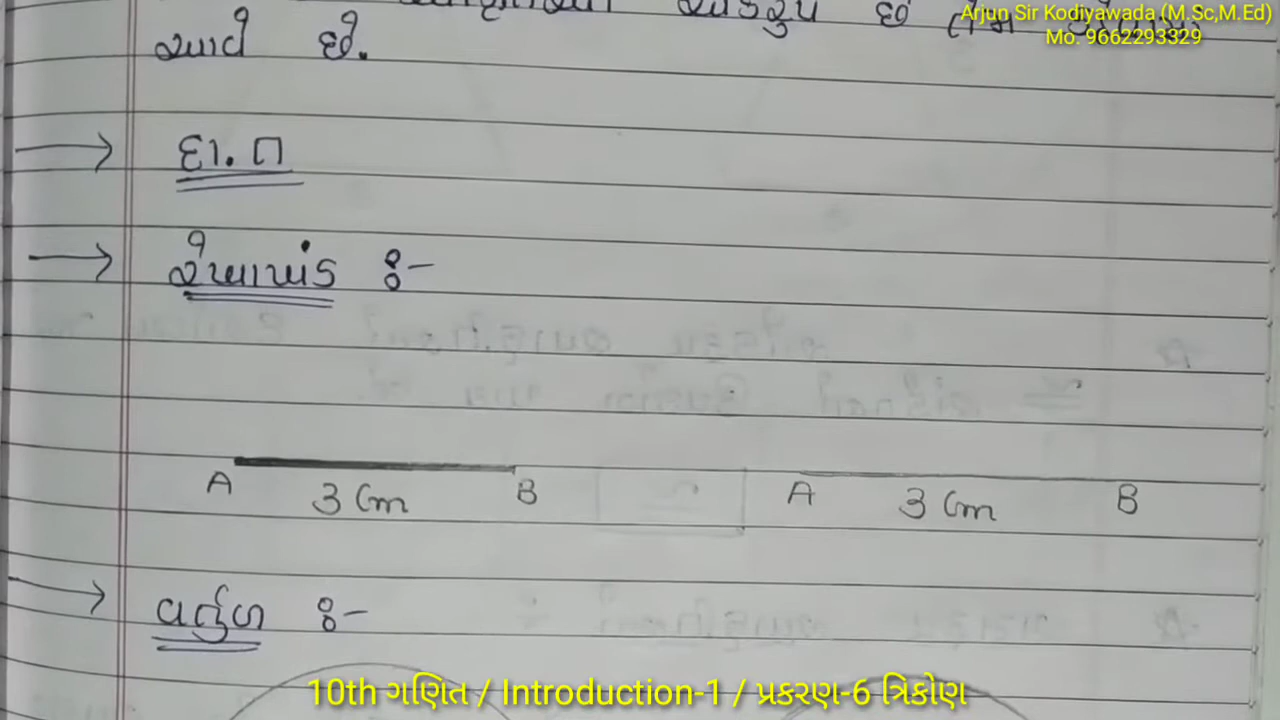 Arjun Sir Kodiyawada (M.Sc,M.Ed)
Mo. 9662293329
આવે છે.
દા. ત
રેખાખંડ :-
A 3 Cm B A 3 Cm B
વર્તુળ :-
10th ગણિત / Introduction-1 / પ્રકરણ-6 ત્રિકોણ